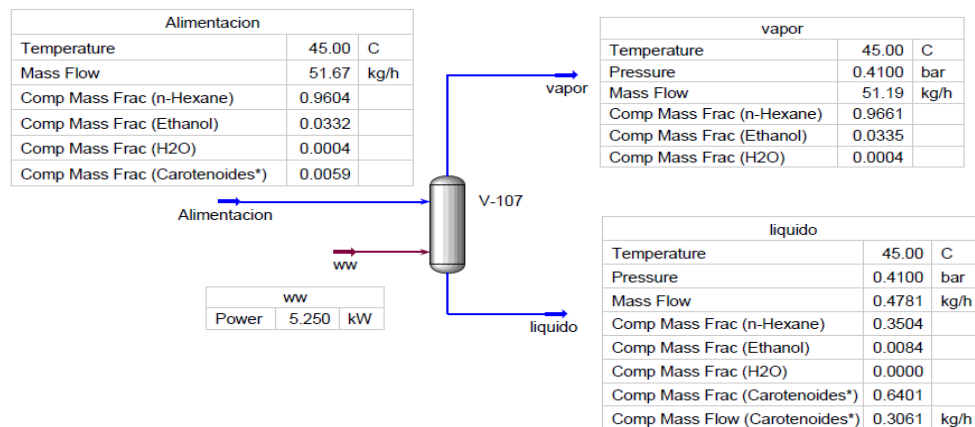 Alimentacion
Temperature 45.00 C
Mass Flow 51.67 kg/h
Comp Mass Frac (n-Hexane) 0.9604
Comp Mass Frac (Ethanol) 0.0332
Comp Mass Frac (H2O) 0.0004
Comp Mass Frac (Carotenoides*) 0.0059
vapor
Temperature 45.00 C
Pressure 0.4100 bar
Mass Flow 51.19 kg/h
Comp Mass Frac (n-Hexane) 0.9661
Comp Mass Frac (Ethanol) 0.0335
Comp Mass Frac (H2O) 0.0004
vapor
V-107
Alimentacion
ww
ww
Power 5.250 kW
liquido
liquido
Temperature 45.00 C
Pressure 0.4100 bar
Mass Flow 0.4781 kg/h
Comp Mass Frac (n-Hexane) 0.3504
Comp Mass Frac (Ethanol) 0.0084
Comp Mass Frac (H2O) 0.0000
Comp Mass Frac (Carotenoides*) 0.6401
Comp Mass Flow (Carotenoides*) 0.3061 kg/h